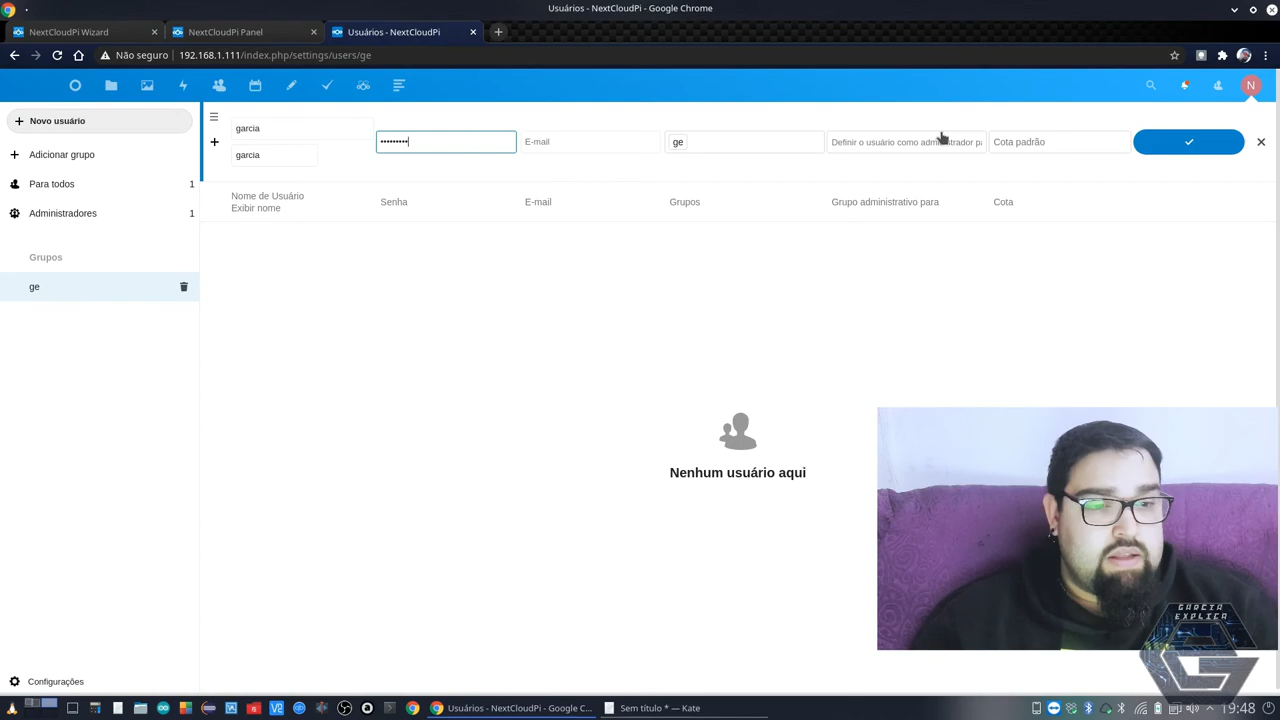 Usuários - NextCloudPi - Google Chrome
NextCloudPi Wizard
NextCloudPi Panel
Usuários - NextCloudPi
Não seguro
192.168.1.111/index.php/settings/users/ge
N
Novo usuário
Adicionar grupo
Para todos 1
Administradores 1
Grupos
ge
garcia
garcia
•••••••••
E-mail
ge
Definir o usuário como administrador pa
Cota padrão
Nome de Usuário
Exibir nome
Senha
E-mail
Grupos
Grupo administrativo para
Cota
Nenhum usuário aqui
GARCIA
EXPLICA
Configurações
Usuários - NextCloudPi - Google C...
Sem título * — Kate
19:48